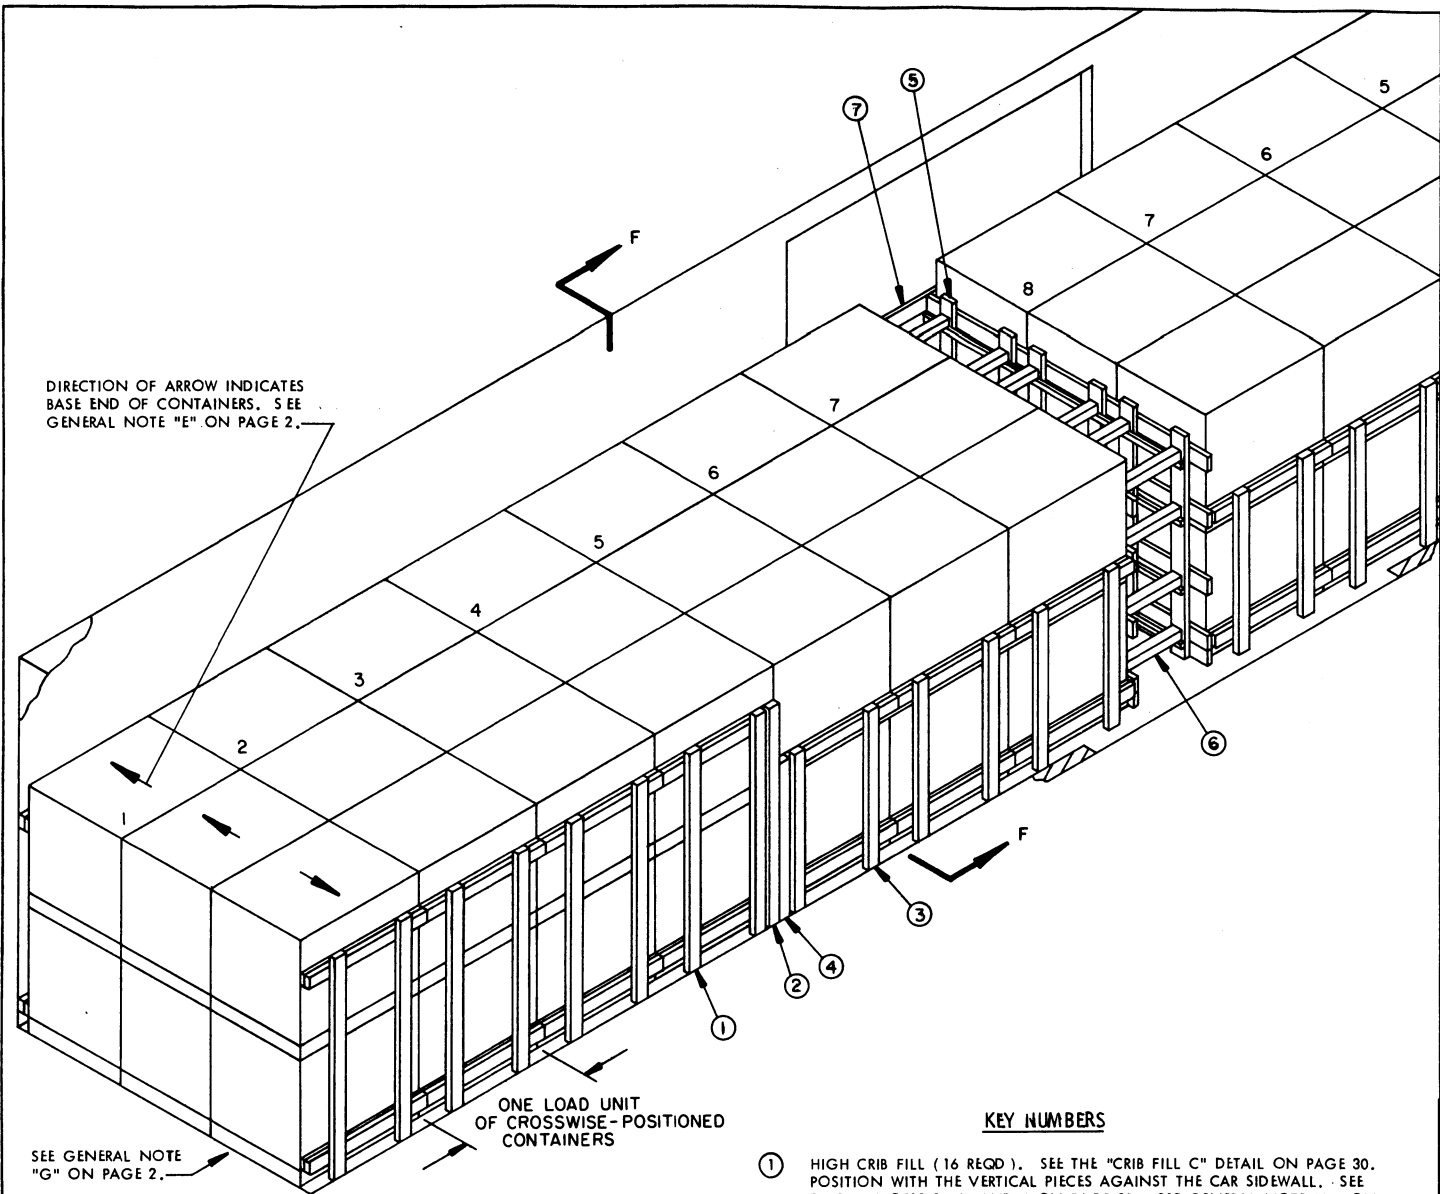 5
⑤
⑦
6
7
F
8
DIRECTION OF ARROW INDICATES
BASE END OF CONTAINERS. SEE
GENERAL NOTE "E" ON PAGE 2.
7
6
5
4
3
2
1
⑥
F
③
④
②
①
ONE LOAD UNIT
OF CROSSWISE-POSITIONED
CONTAINERS
SEE GENERAL NOTE
"G" ON PAGE 2.
KEY NUMBERS
① HIGH CRIB FILL (16 REQD). SEE THE "CRIB FILL C" DETAIL ON PAGE 30.
POSITION WITH THE VERTICAL PIECES AGAINST THE CAR SIDEWALL. SEE